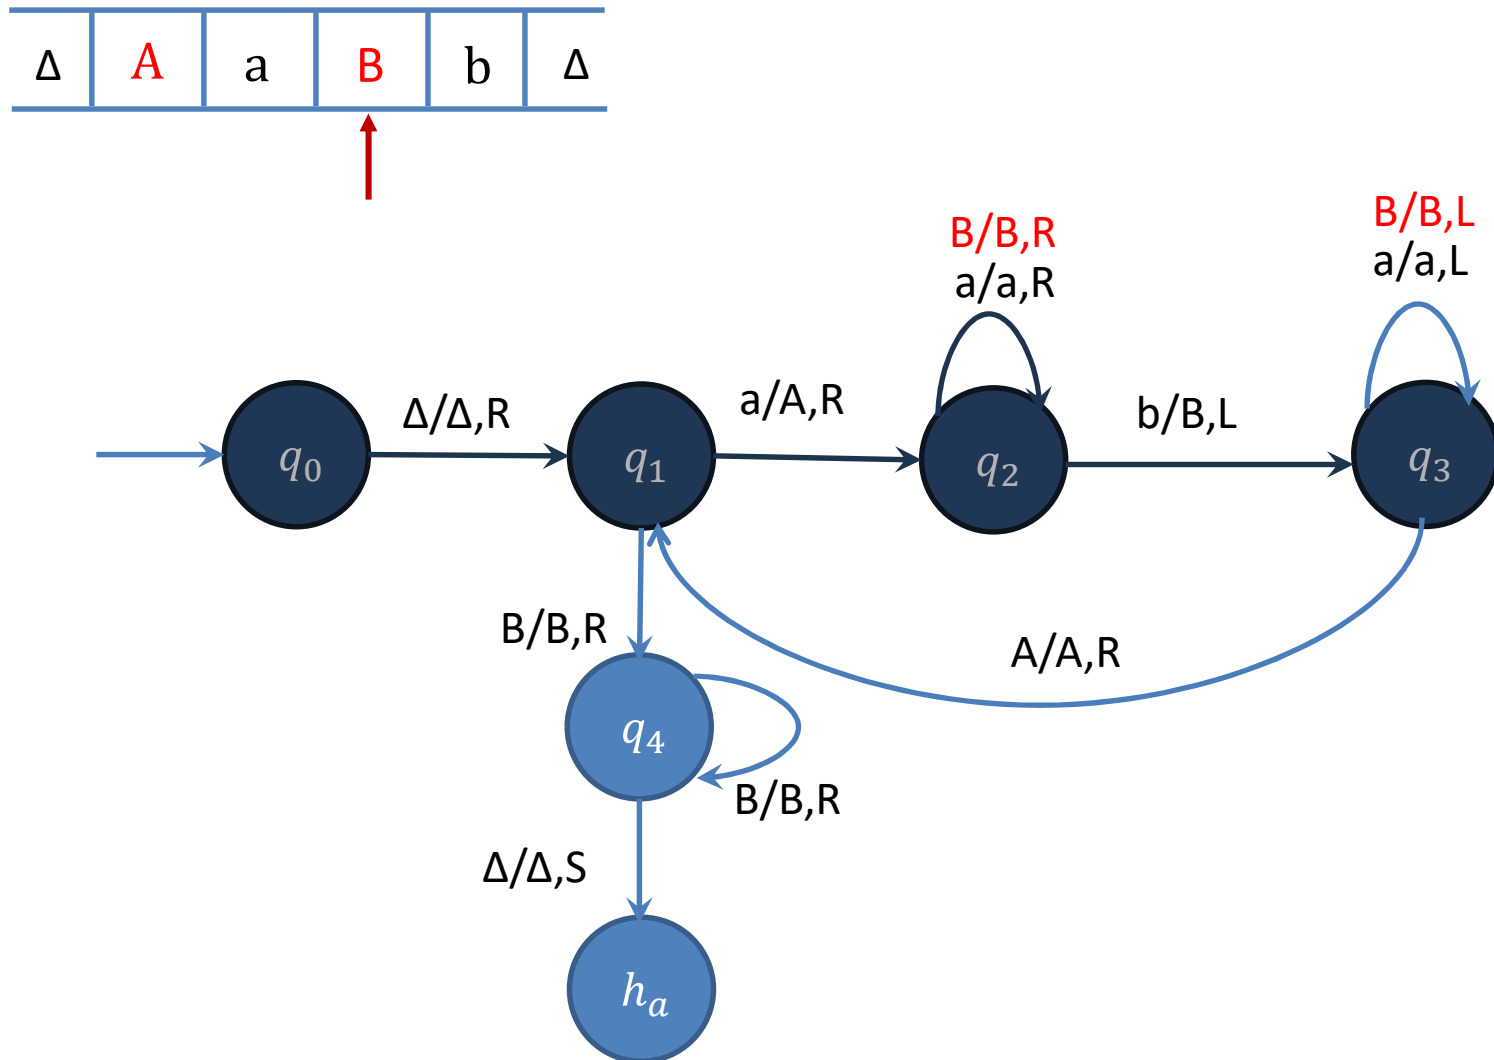 Δ A a B b Δ
B/B,R
a/a,R
B/B,L
a/a,L
Δ/Δ,R
a/A,R
b/B,L
q0
q1
q2
q3
B/B,R
A/A,R
q4
B/B,R
Δ/Δ,S
ha